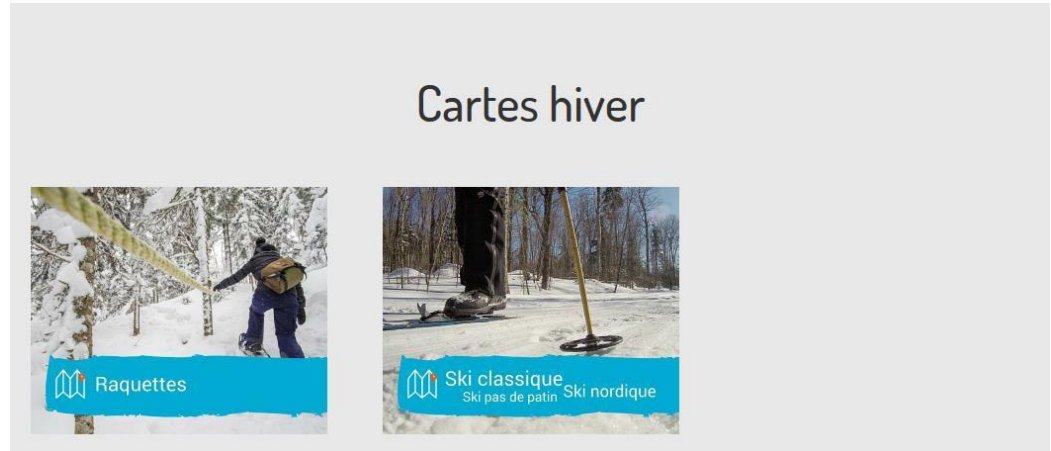 Cartes hiver
Raquettes
Ski classique
Ski pas de patin
Ski nordique